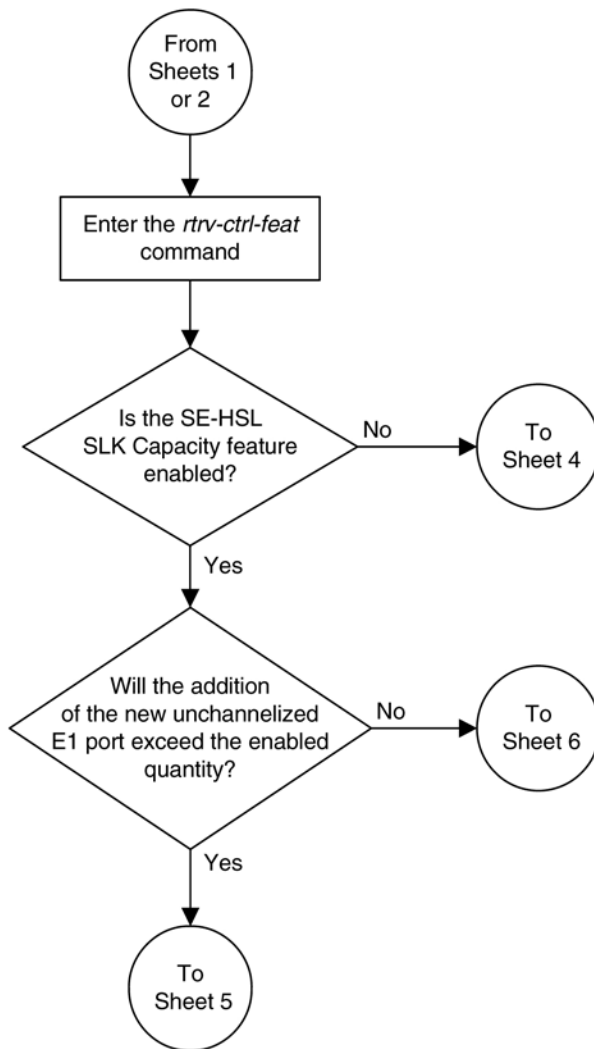 From
Sheets 1
or 2
Enter the rtrv-ctrl-feat
command
Is the SE-HSL
SLK Capacity feature
enabled?
No
To
Sheet 4
Yes
Will the addition
of the new unchannelized
E1 port exceed the enabled
quantity?
No
To
Sheet 6
Yes
To
Sheet 5